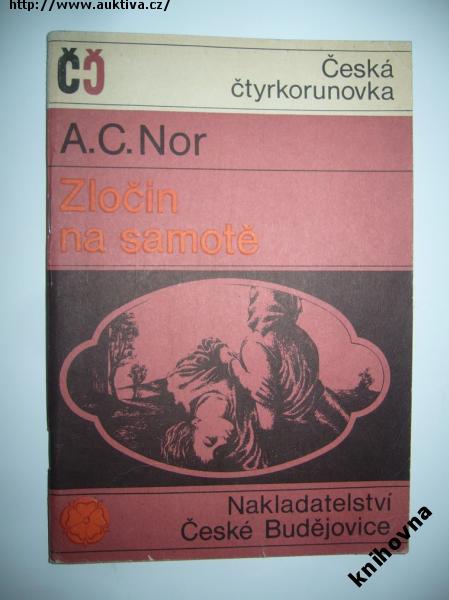 http://www.auktiva.cz/
ČČ
Česká
čtyrkorunovka
A.C.Nor
Zločin
na samotě
Nakladatelství
České Budějovice
knihovna